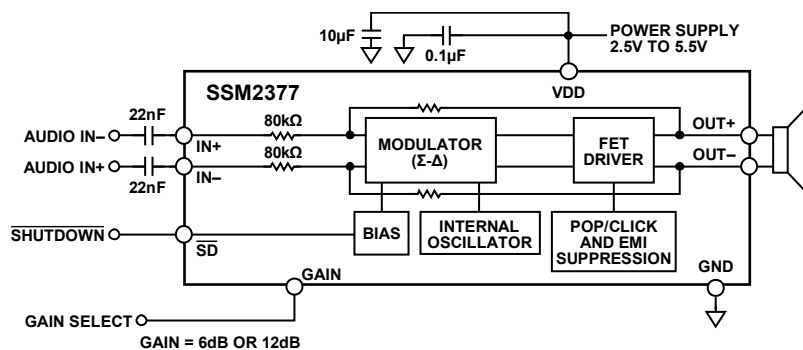 10µF
0.1µF
POWER SUPPLY
2.5V TO 5.5V
VDD
SSM2377
22nF
AUDIO IN–
IN+
80kΩ
AUDIO IN+
22nF
IN–
80kΩ
MODULATOR
(Σ-Δ)
FET
DRIVER
OUT+
OUT–
SHUTDOWN
SD
BIAS
INTERNAL
OSCILLATOR
POP/CLICK
AND EMI
SUPPRESSION
GAIN
GND
GAIN SELECT
GAIN = 6dB OR 12dB